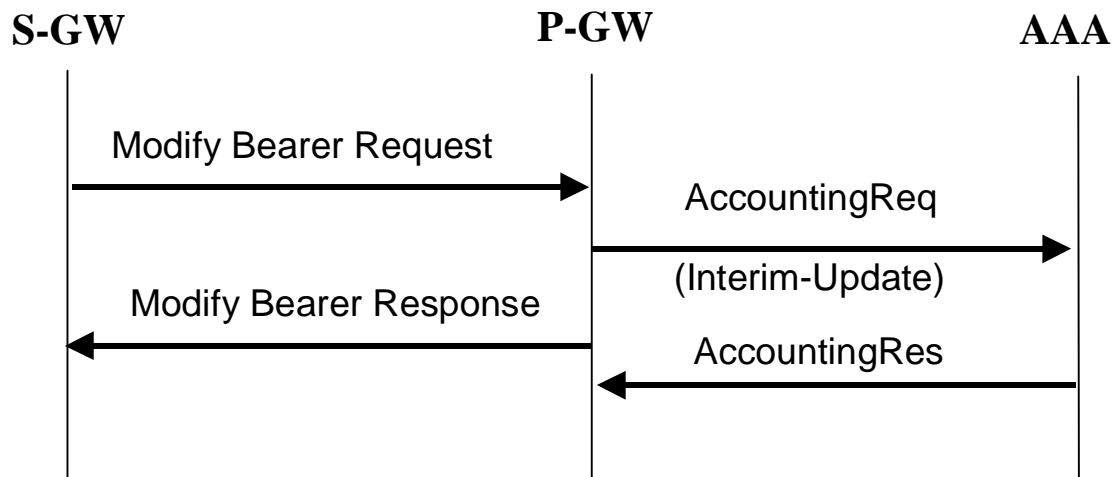 S-GW
P-GW
AAA
Modify Bearer Request
AccountingReq
(Interim-Update)
Modify Bearer Response
AccountingRes